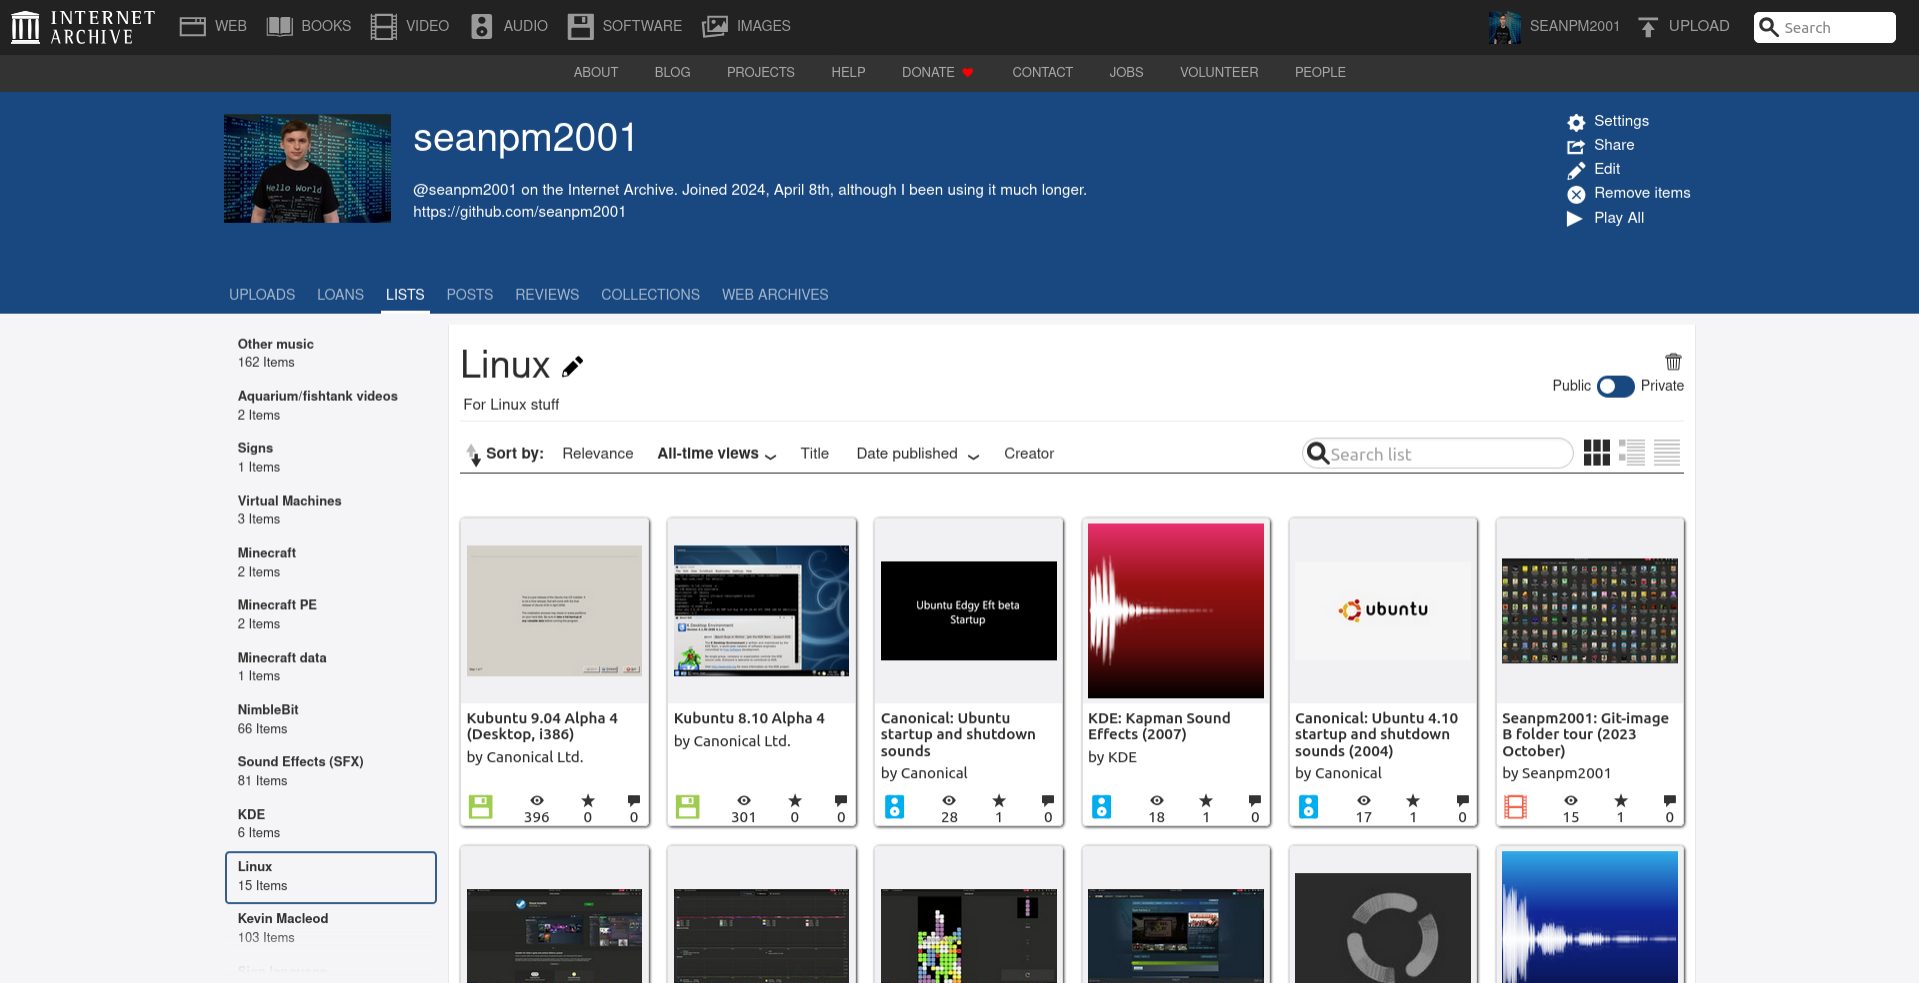 INTERNET
ARCHIVE
WEB
BOOKS
VIDEO
AUDIO
SOFTWARE
IMAGES
SEANPM2001
UPLOAD
Search
ABOUT
BLOG
PROJECTS
HELP
DONATE
CONTACT
JOBS
VOLUNTEER
PEOPLE
Hello World
seanpm2001
@seanpm2001 on the Internet Archive. Joined 2024, April 8th, although I been using it much longer.
https://github.com/seanpm2001
Settings
Share
Edit
Remove items
Play All
UPLOADS
LOANS
LISTS
POSTS
REVIEWS
COLLECTIONS
WEB ARCHIVES
Other music
162 Items
Aquarium/fishtank videos
2 Items
Signs
1 Items
Virtual Machines
3 Items
Minecraft
2 Items
Minecraft PE
2 Items
Minecraft data
1 Items
NimbleBit
66 Items
Sound Effects (SFX)
81 Items
KDE
6 Items
Linux
15 Items
Kevin Macleod
103 Items
Linux
For Linux stuff
Public
Private
Sort by:
Relevance
All-time views
Title
Date published
Creator
Search list
Kubuntu 9.04 Alpha 4
(Desktop, i386)
by Canonical Ltd.
396
0
0
K Desktop Environment
Kubuntu 8.10 Alpha 4
by Canonical Ltd.
301
0
0
Ubuntu Edgy Eft beta
Startup
Canonical: Ubuntu
startup and shutdown
sounds
by Canonical
28
1
0
KDE: Kapman Sound
Effects (2007)
by KDE
18
1
0
ubuntu
Canonical: Ubuntu 4.10
startup and shutdown
sounds (2004)
by Canonical
17
1
0
Seanpm2001: Git-image
B folder tour (2023
October)
by Seanpm2001
15
1
0